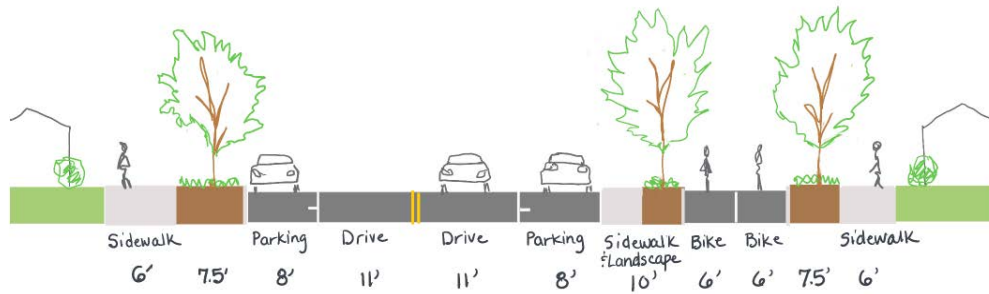 Sidewalk Parking Drive Drive Parking Sidewalk Bike Bike Sidewalk
& Landscape
6' 7.5' 8' 11' 11' 8' 10' 6' 6' 7.5' 6'